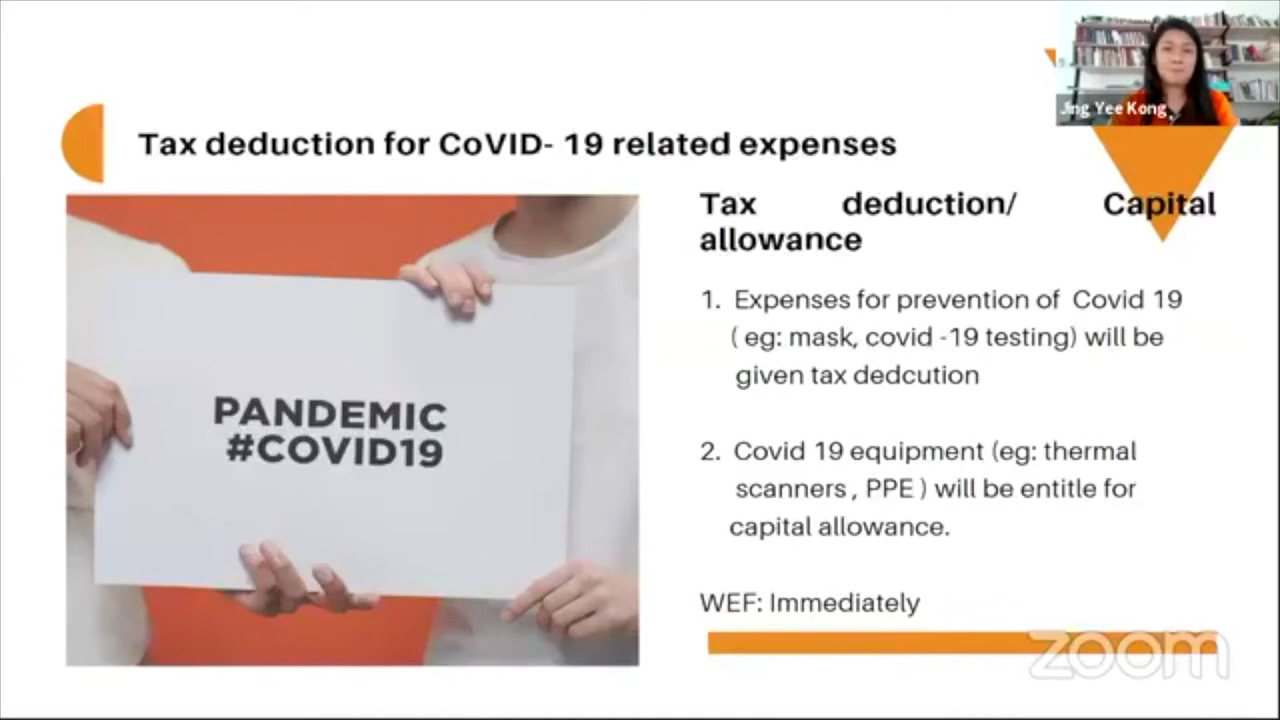 Jing Yee Kong
Tax deduction for CoVID- 19 related expenses
PANDEMIC
#COVID19
Tax deduction/ Capital
allowance
1. Expenses for prevention of Covid 19
( eg: mask, covid -19 testing) will be
given tax dedcution
2. Covid 19 equipment (eg: thermal
scanners , PPE ) will be entitle for
capital allowance.
WEF: Immediately
zoom